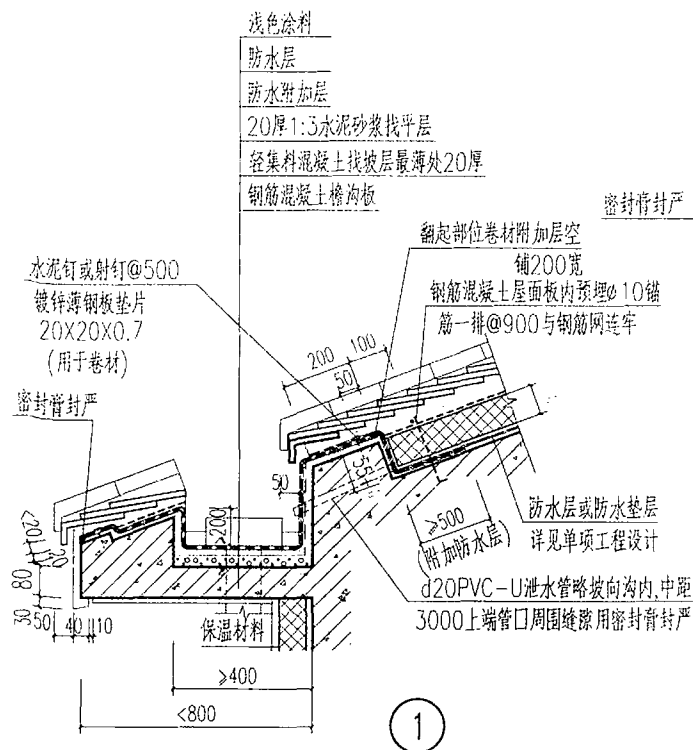 浅色涂料
防水层
防水附加层
20厚1:3水泥砂浆找平层
轻集料混凝土找坡层最薄处20厚
钢筋混凝土檐沟板
密封膏封严
翻起部位卷材附加层空
铺200宽
水泥钉或射钉@500
镀锌薄钢板垫片
20X20X0.7
(用于卷材)
钢筋混凝土屋面板内预埋φ10锚
筋一排@900与钢筋网连牢
200
100
50
密封膏封严
50
55
≥200
≥500
(附加防水层)
防水层或防水垫层
详见单项工程设计
80
30
50
40
10
保温材料
d20PVC-U泄水管略坡向沟内,中距
3000上端管口周围缝隙用密封膏封严
≥400
<800
1